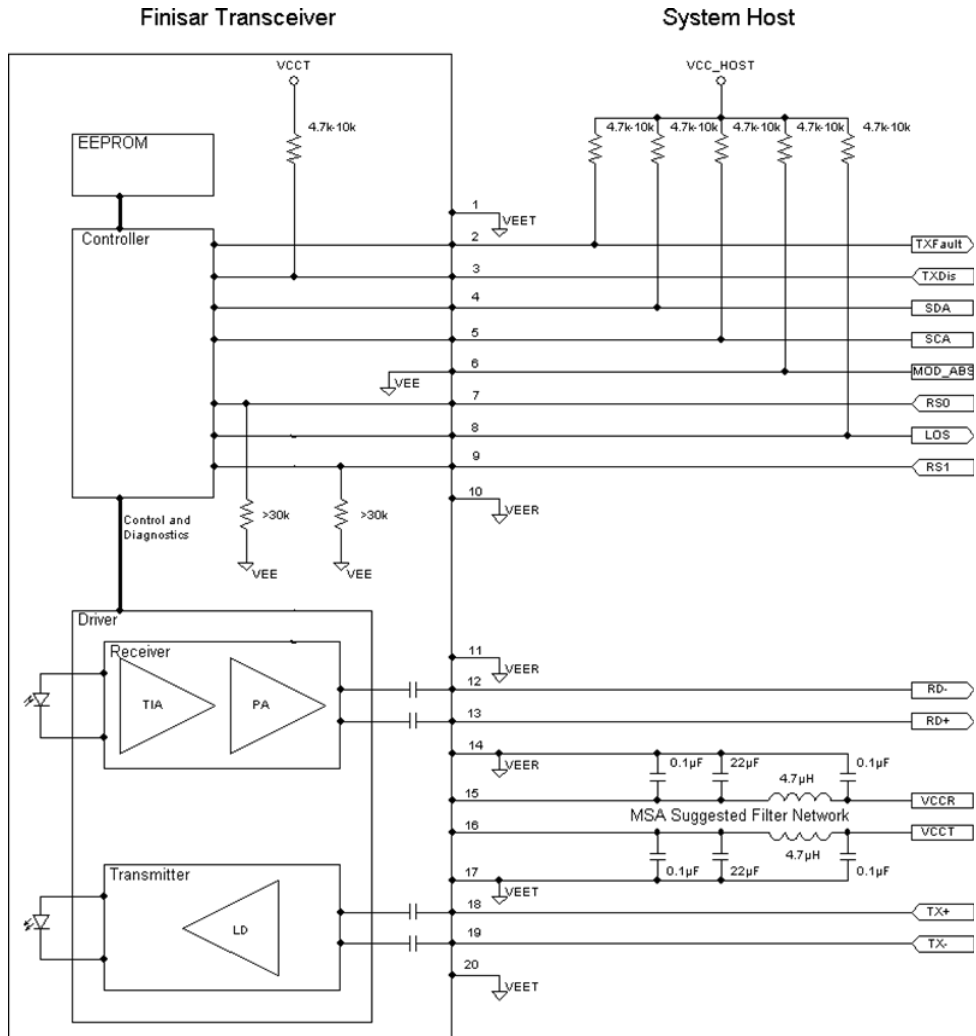 Finisar Transceiver
System Host
VCCT
VCC_HOST
4.7k-10k
4.7k-10k 4.7k-10k 4.7k-10k 4.7k-10k 4.7k-10k
EEPROM
1
VEET
Controller
2
TXFault
3
TXDis
4
SDA
5
SCA
6
VEE
MOD_ABS
7
RS0
8
LOS
9
RS1
10
VEER
>30k
>30k
Control and
Diagnostics
VEE
VEE
Driver
Receiver
11
VEER
TIA
PA
12
RD-
13
RD+
14
VEER
0.1µF
22µF
0.1µF
4.7µH
15
VCCR
MSA Suggested Filter Network
16
VCCT
4.7µH
0.1µF
22µF
0.1µF
17
VEET
Transmitter
18
TX+
LD
19
TX-
20
VEET